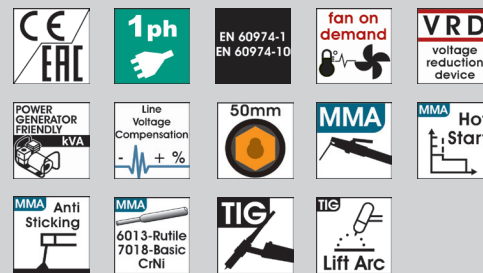 CE
EAC
1ph
EN 60974-1
EN 60974-10
fan on
demand
VRD
voltage
reduction
device
POWER
GENERATOR
FRIENDLY
kVA
Line
Voltage
Compensation
- + %
50mm
MMA
MMA
Ho
Star
MMA Anti
Sticking
MMA
6013-Rutile
7018-Basic
CrNi
TIG
TIG
Lift Arc